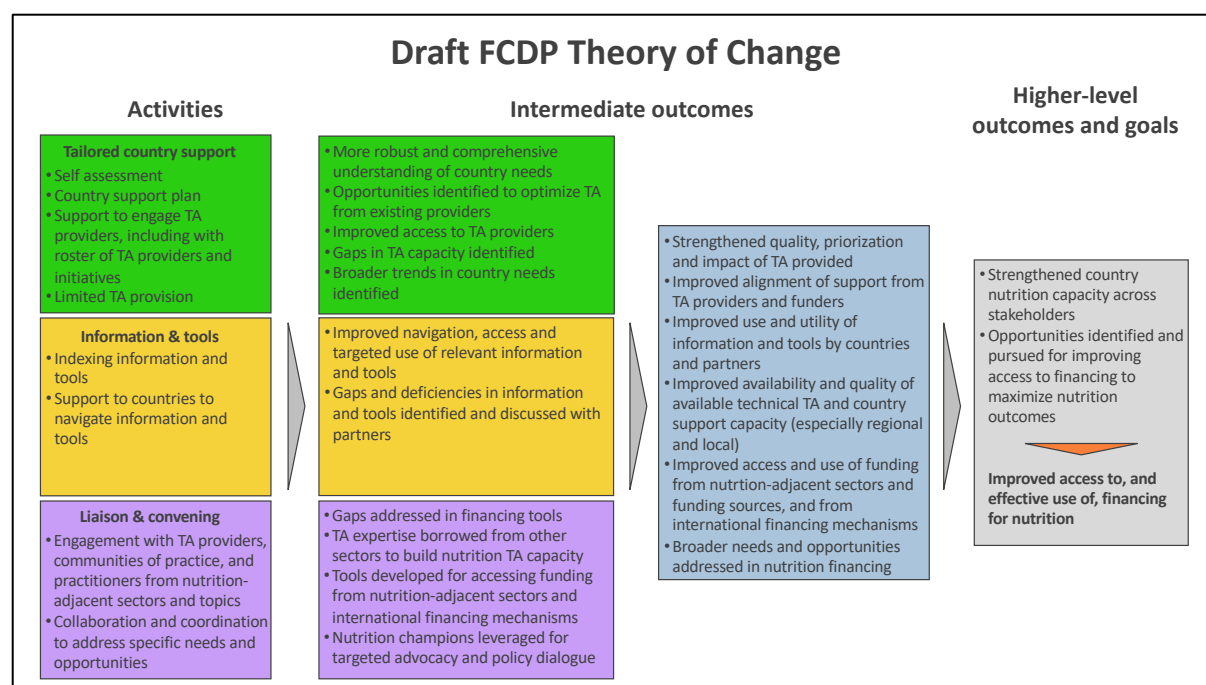 Draft FCDP Theory of Change
Activities
Intermediate outcomes
Higher-level
outcomes and goals
Tailored country support
• Self assessment
• Country support plan
• Support to engage TA
providers, including with
roster of TA providers and
initiatives
• Limited TA provision
• More robust and comprehensive
understanding of country needs
• Opportunities identified to optimize TA
from existing providers
• Improved access to TA providers
• Gaps in TA capacity identified
• Broader trends in country needs
identified
Information & tools
• Indexing information and
tools
• Support to countries to
navigate information and
tools
• Improved navigation, access and
targeted use of relevant information
and tools
• Gaps and deficiencies in information
and tools identified and discussed with
partners
Liaison & convening
• Engagement with TA providers,
communities of practice, and
practitioners from nutrition-
adjacent sectors and topics
• Collaboration and coordination
to address specific needs and
opportunities
• Gaps addressed in financing tools
• TA expertise borrowed from other
sectors to build nutrition TA capacity
• Tools developed for accessing funding
from nutrition-adjacent sectors and
international financing mechanisms
• Nutrition champions leveraged for
targeted advocacy and policy dialogue
• Strengthened quality, priorization
and impact of TA provided
• Improved alignment of support from
TA providers and funders
• Improved use and utility of
information and tools by countries
and partners
• Improved availability and quality of
available technical TA and country
support capacity (especially regional
and local)
• Improved access and use of funding
from nutrtion-adjacent sectors and
funding sources, and from
international financing mechanisms
• Broader needs and opportunities
addressed in nutrition financing
• Strengthened country
nutrition capacity across
stakeholders
• Opportunities identified and
pursued for improving
access to financing to
maximize nutrition
outcomes
Improved access to, and
effective use of, financing
for nutrition